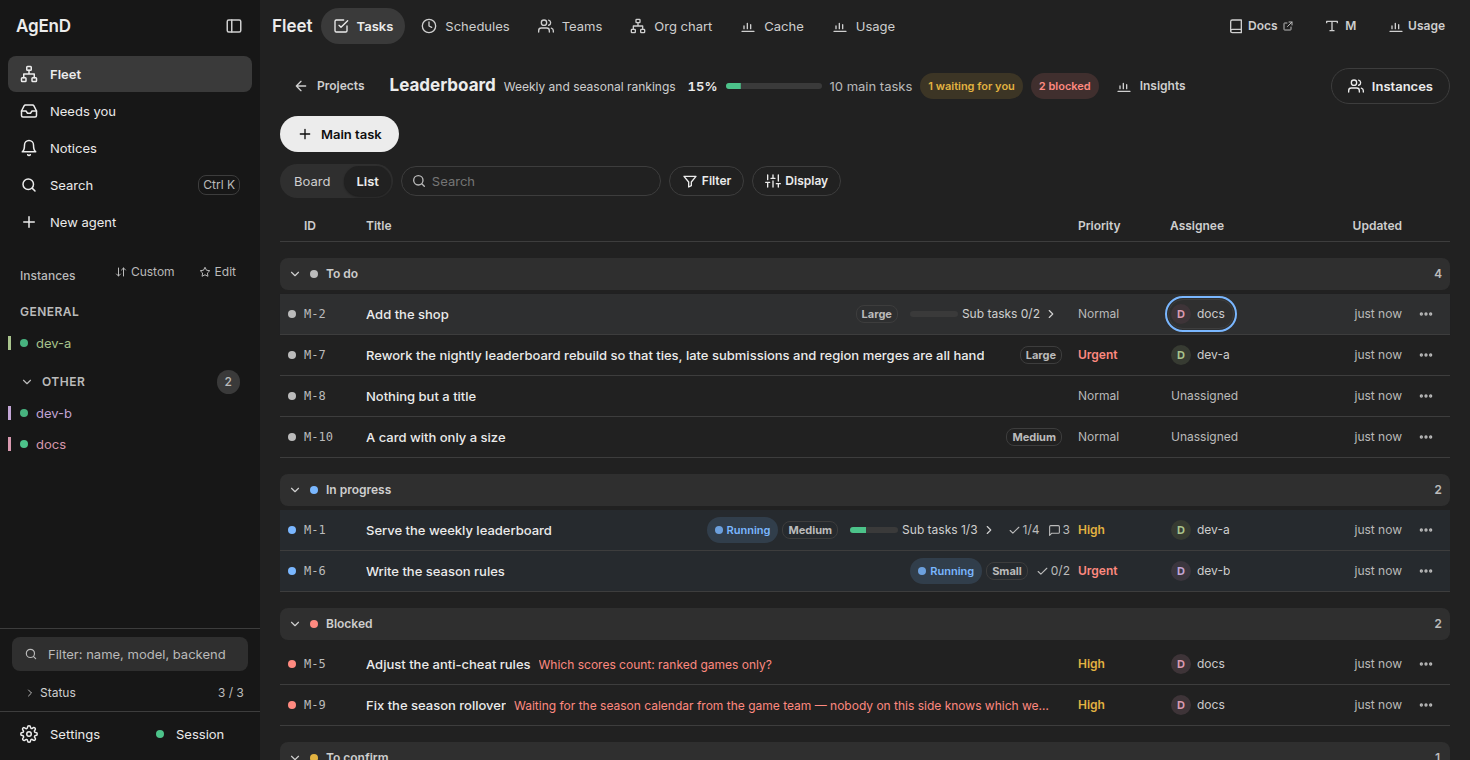 AgEnD
Fleet
Needs you
Notices
Search Ctrl K
New agent
Instances Custom Edit
GENERAL
dev-a
OTHER 2
dev-b
docs
Filter: name, model, backend
Status 3 / 3
Settings Session
Fleet Tasks Schedules Teams Org chart Cache Usage Docs M Usage
Projects Leaderboard Weekly and seasonal rankings 15% 10 main tasks 1 waiting for you 2 blocked Insights Instances
Main task
Board List Search Filter Display
ID Title Priority Assignee Updated
To do 4
M-2 Add the shop Large Sub tasks 0/2 Normal D docs just now
M-7 Rework the nightly leaderboard rebuild so that ties, late submissions and region merges are all hand Large Urgent D dev-a just now
M-8 Nothing but a title Normal Unassigned just now
M-10 A card with only a size Medium Normal Unassigned just now
In progress 2
M-1 Serve the weekly leaderboard Running Medium Sub tasks 1/3 1/4 3 High D dev-a just now
M-6 Write the season rules Running Small 0/2 Urgent D dev-b just now
Blocked 2
M-5 Adjust the anti-cheat rules Which scores count: ranked games only? High D docs just now
M-9 Fix the season rollover Waiting for the season calendar from the game team — nobody on this side knows which we... High D docs just now
To confirm 1